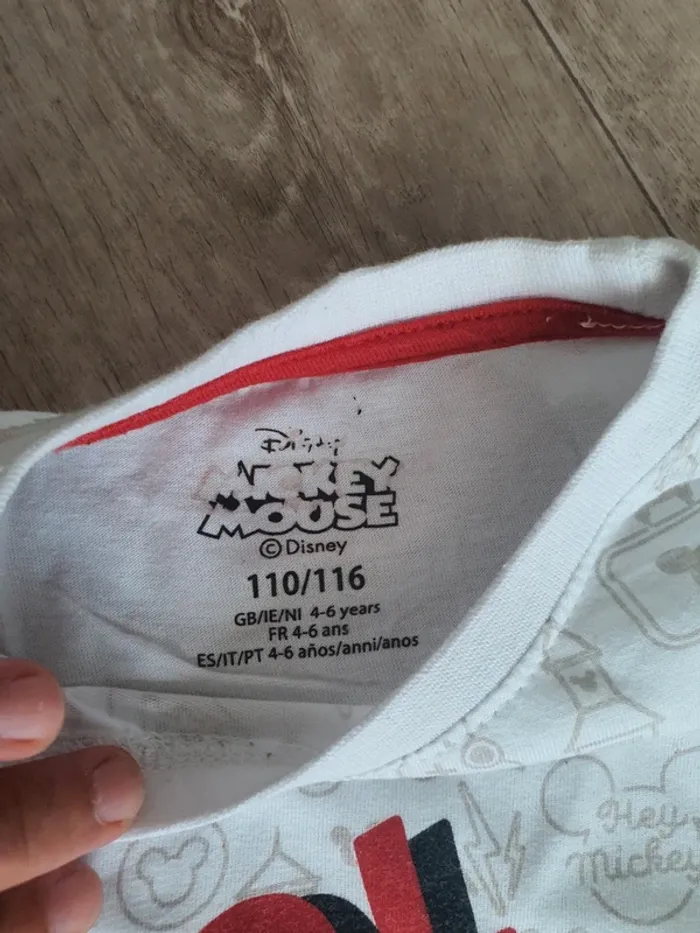 Disney
MICKEY
MOUSE
© Disney
110/116
GB/IE/NI 4-6 years
FR 4-6 ans
ES/IT/PT 4-6 años/anni/anos
Hey
Mickey